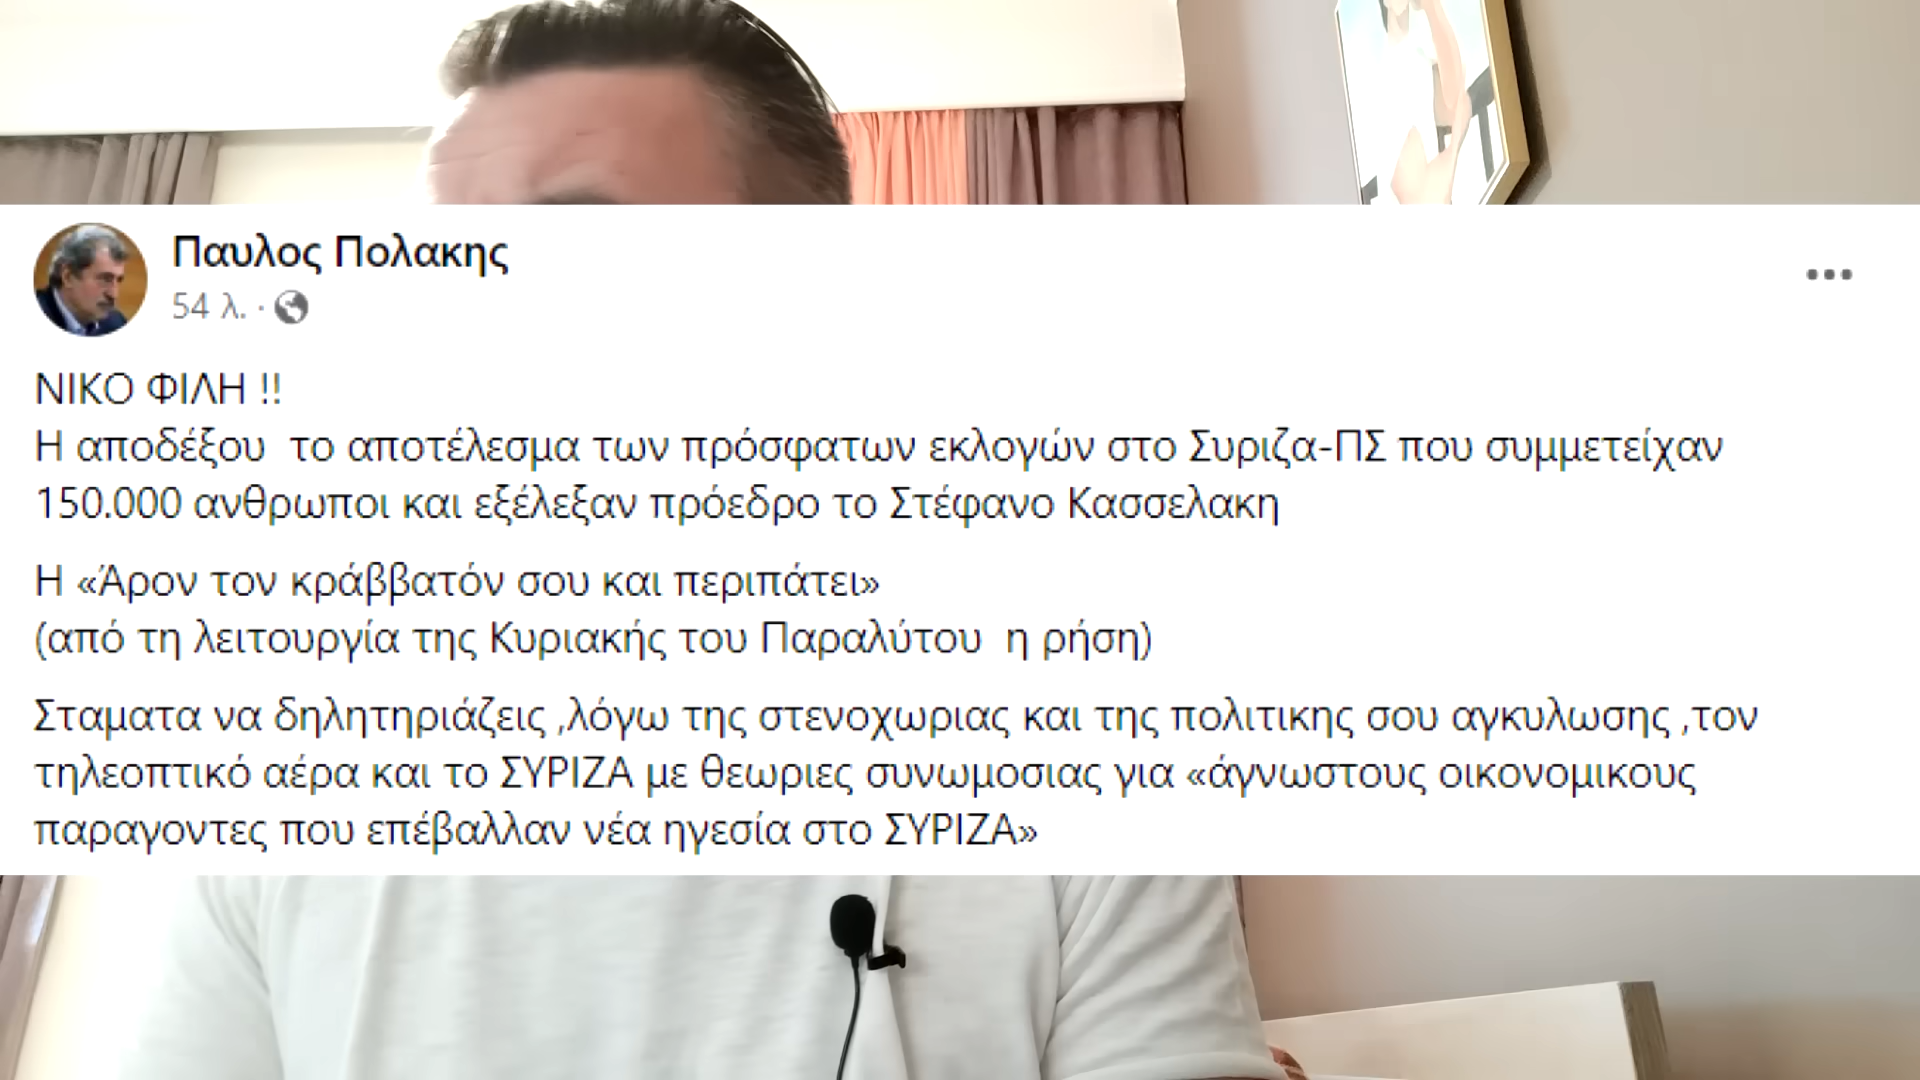 Παυλος Πολακης
54 λ. ·
ΝΙΚΟ ΦΙΛΗ !!
Η αποδέξου το αποτέλεσμα των πρόσφατων εκλογών στο Συριζα-ΠΣ που συμμετείχαν
150.000 ανθρωποι και εξέλεξαν πρόεδρο το Στέφανο Κασσελακη
Η «Άρον τον κράββατόν σου και περιπάτει»
(από τη λειτουργία της Κυριακής του Παραλύτου η ρήση)
Σταματα να δηλητηριάζεις ,λόγω της στενοχωριας και της πολιτικης σου αγκυλωσης ,τον
τηλεοπτικό αέρα και το ΣΥΡΙΖΑ με θεωριες συνωμοσιας για «άγνωστους οικονομικους
παραγοντες που επέβαλλαν νέα ηγεσία στο ΣΥΡΙΖΑ»